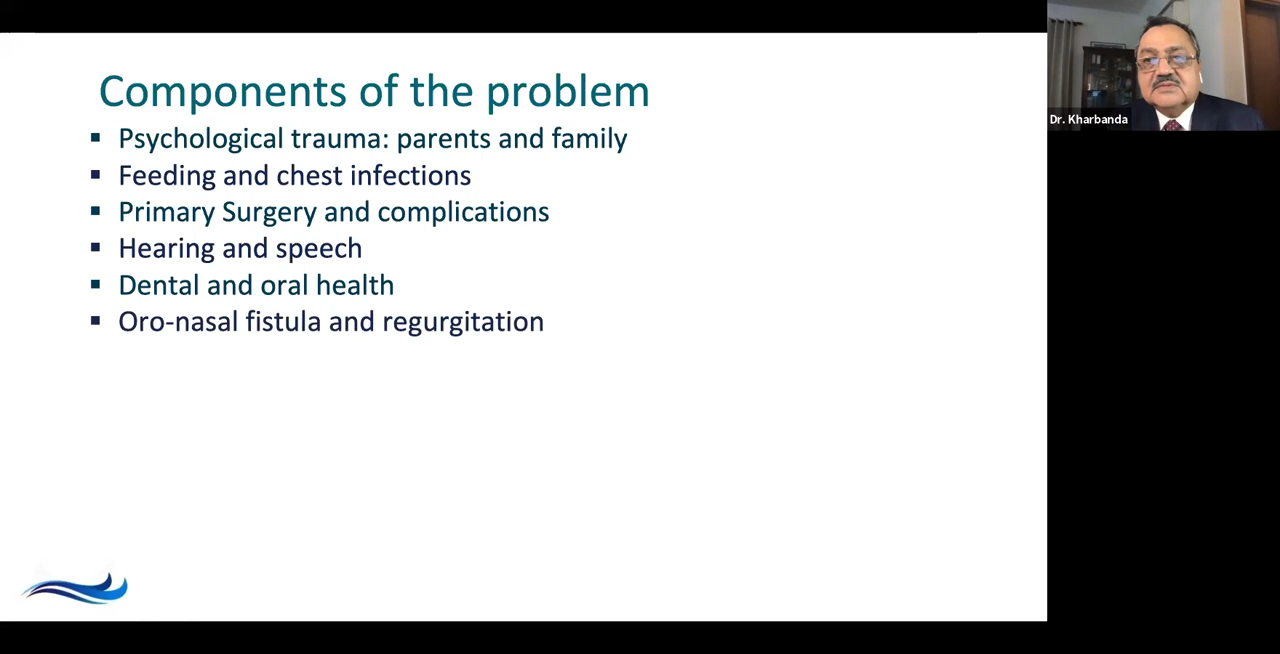 Components of the problem
▪ Psychological trauma: parents and family
▪ Feeding and chest infections
▪ Primary Surgery and complications
▪ Hearing and speech
▪ Dental and oral health
▪ Oro-nasal fistula and regurgitation
Dr. Kharbanda